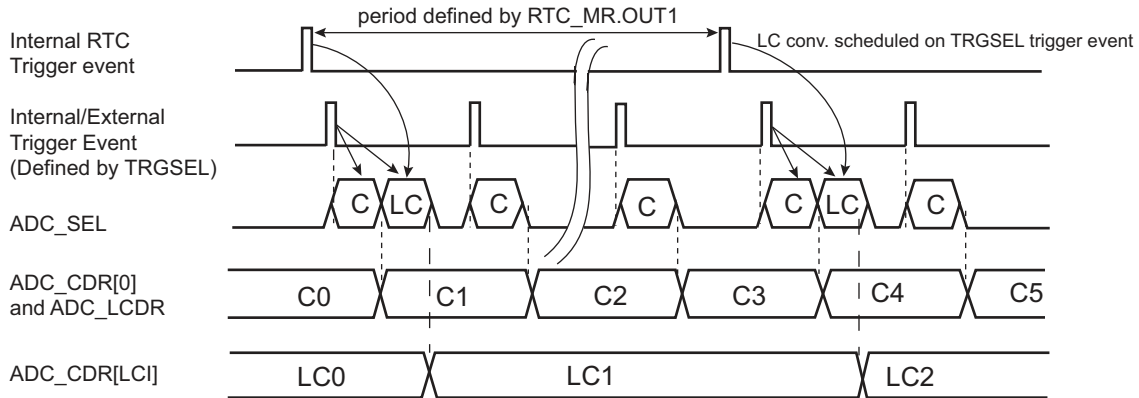 period defined by RTC_MR.OUT1
Internal RTC
Trigger event
LC conv. scheduled on TRGSEL trigger event
Internal/External
Trigger Event
(Defined by TRGSEL)
ADC_SEL
C LC C C C LC C
ADC_CDR[0]
and ADC_LCDR
C0 C1 C2 C3 C4 C5
ADC_CDR[LCI]
LC0 LC1 LC2